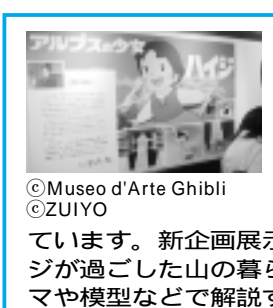 アルプスの少女
ハイジ
ⓒMuseo d'Arte Ghibli
ⓒZUIYO
ています。新企画展示
ジが過ごした山の暮ら
マや模型などで解説す